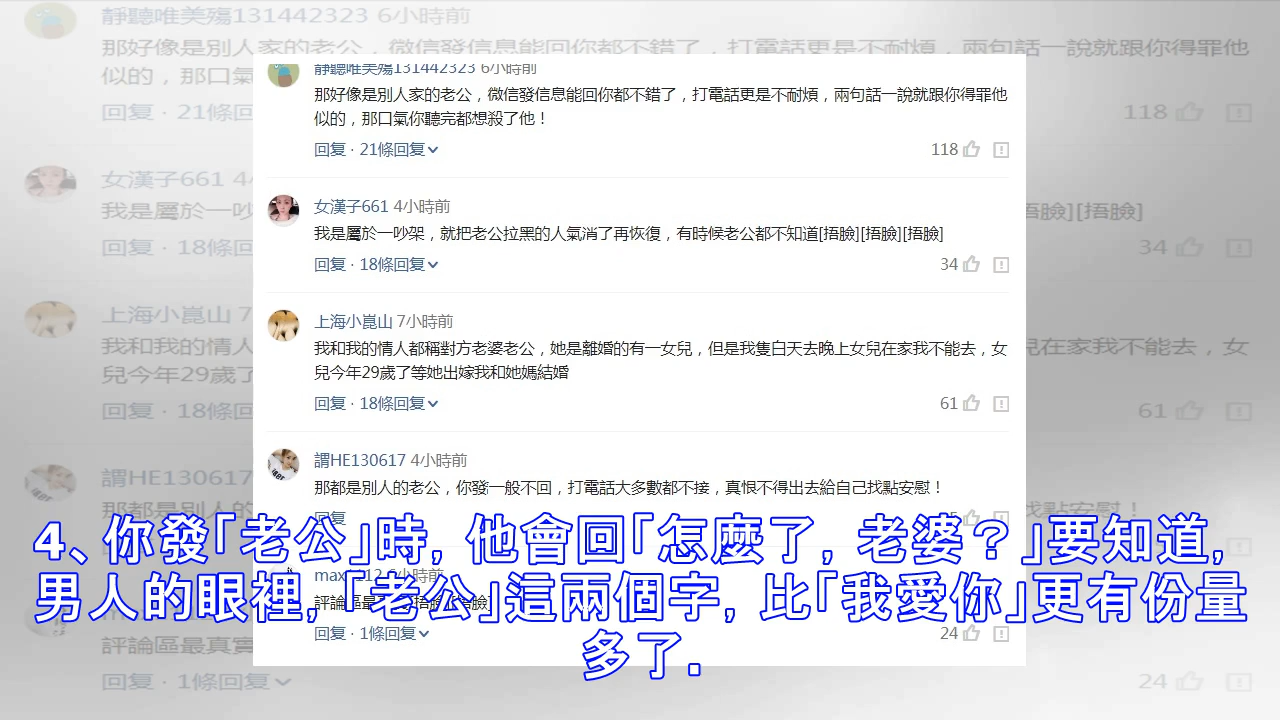 靜聽唯美殤131442323 6小時前
那好像是別人家的老公，微信發信息能回你都不錯了，打電話更是不耐煩，兩句話一說就跟你得罪他
似的，那口氣你聽完都想殺了他！
回复 · 21條回复
118
女漢子661 4小時前
我是屬於一吵架，就把老公拉黑的人氣消了再恢復，有時候老公都不知道[捂臉][捂臉][捂臉]
回复 · 18條回复
34
上海小崑山 7小時前
我和我的情人都稱對方老婆老公，她是離婚的有一女兒，但是我隻白天去晚上女兒在家我不能去，女
兒今年29歲了等她出嫁我和她媽結婚
回复 · 18條回复
61
謂HE130617 4小時前
那都是別人的老公，你發一般不回，打電話大多數都不接，真恨不得出去給自己找點安慰！
回复
6小時前
評論區最真實
回复 · 1條回复
24
4、你發「老公」時, 他會回「怎麼了, 老婆？」要知道,
男人的眼裡, 「老公」這兩個字, 比「我愛你」更有份量
多了.